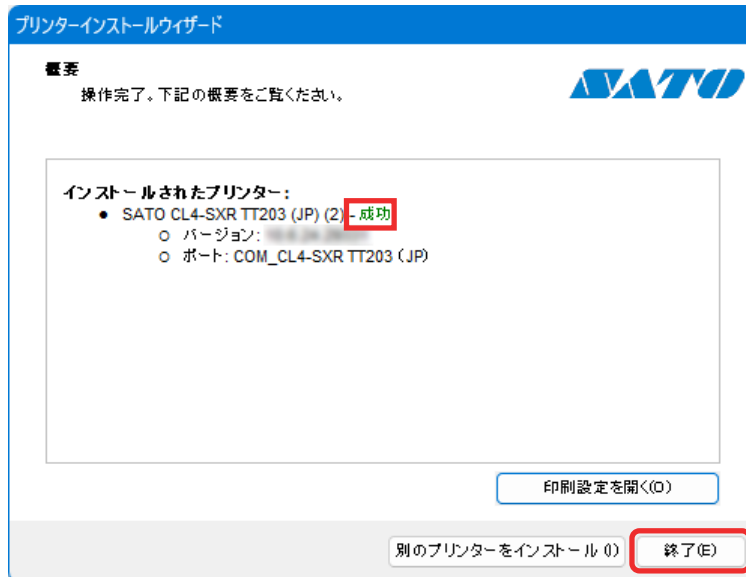 プリンターインストールウィザード
概要
操作完了。下記の概要をご覧ください。
SATO
インストールされたプリンター:
● SATO CL4-SXR TT203 (JP) (2) - 成功
○ バージョン:
○ ポート: COM_CL4-SXR TT203 (JP)
印刷設定を開く(O)
別のプリンターをインストール (I)
終了(E)